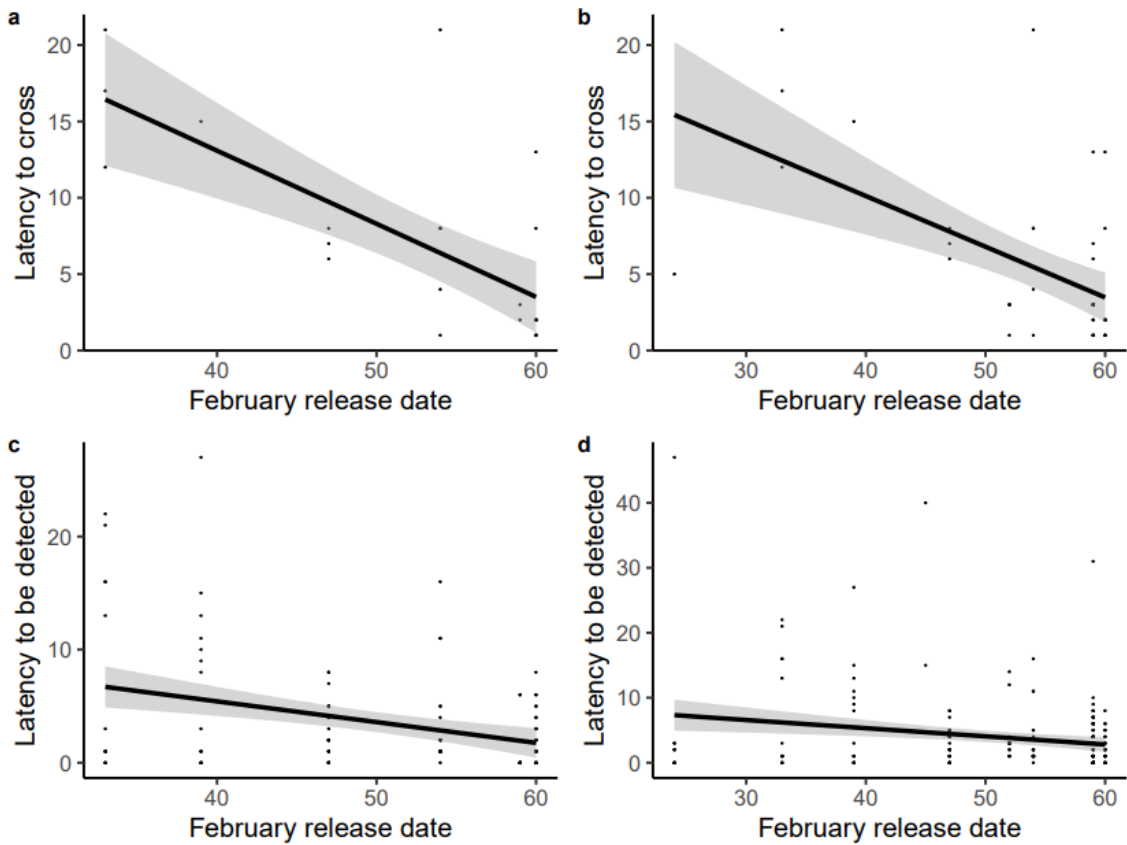 a
Latency to cross
20
15
10
5
0
40 50 60
February release date
b
Latency to cross
20
15
10
5
0
30 40 50 60
February release date
c
Latency to be detected
20
10
0
40 50 60
February release date
d
Latency to be detected
40
30
20
10
0
30 40 50 60
February release date